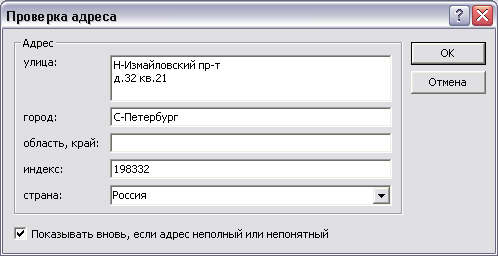 Проверка адреса
Адрес
улица:
Н-Измайловский пр-т
д.32 кв.21
город:
С-Петербург
область, край:
индекс:
198332
страна:
Россия
Показывать вновь, если адрес неполный или непонятный
OK
Отмена